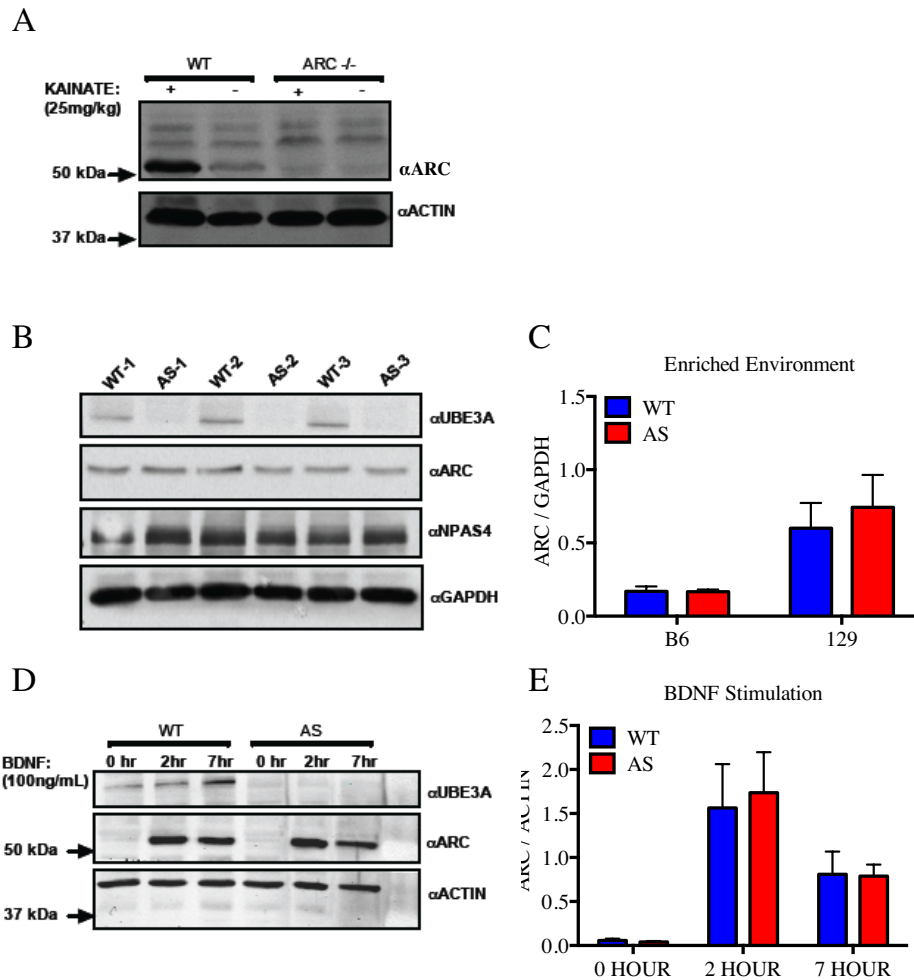 A
WT ARC -/-
KAINATE: + - + -
(25mg/kg)
50 kDa
αARC
αACTIN
37 kDa
B
WT-1 AS-1 WT-2 AS-2 WT-3 AS-3
αUBE3A
αARC
αNPAS4
αGAPDH
C
Enriched Environment
WT
AS
ARC / GAPDH
1.5
1.0
0.5
0.0
B6 129
D
WT AS
BDNF: 0 hr 2hr 7hr 0 hr 2hr 7hr
(100ng/mL)
αUBE3A
50 kDa
αARC
αACTIN
37 kDa
E
BDNF Stimulation
WT
AS
ARC / ACTIN
2.5
2.0
1.5
1.0
0.5
0.0
0 HOUR 2 HOUR 7 HOUR